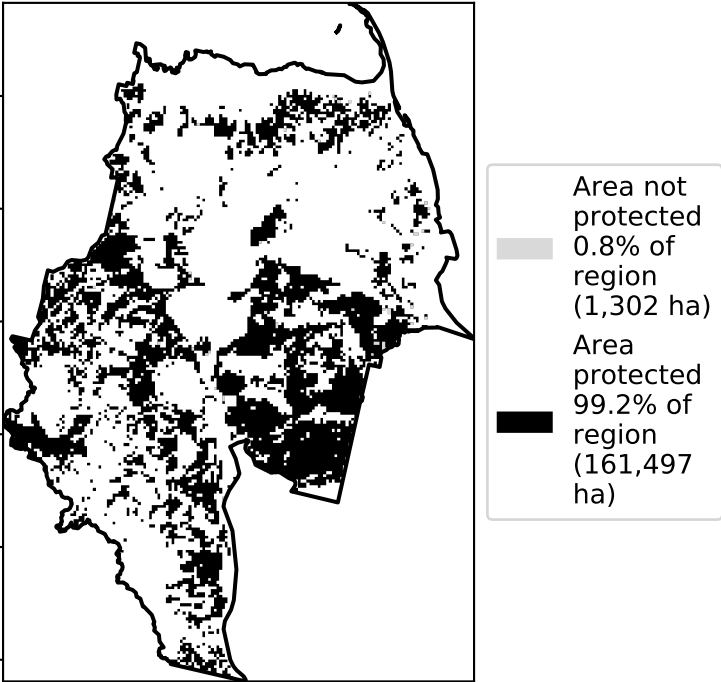 Area not
protected
0.8% of
region
(1,302 ha)
Area
protected
99.2% of
region
(161,497
ha)